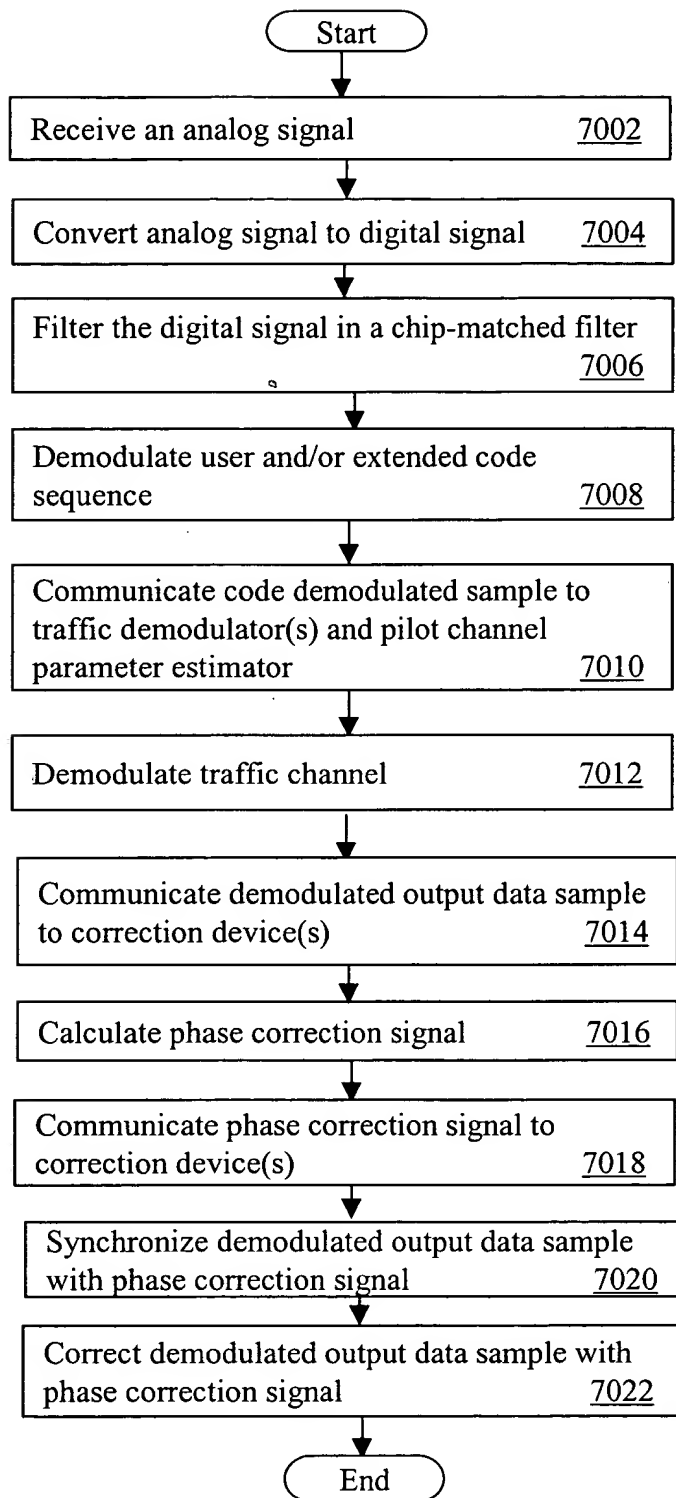 Start
Receive an analog signal 7002
Convert analog signal to digital signal 7004
Filter the digital signal in a chip-matched filter
7006
Demodulate user and/or extended code
sequence 7008
Communicate code demodulated sample to
traffic demodulator(s) and pilot channel
parameter estimator 7010
Demodulate traffic channel 7012
Communicate demodulated output data sample
to correction device(s) 7014
Calculate phase correction signal 7016
Communicate phase correction signal to
correction device(s) 7018
Synchronize demodulated output data sample
with phase correction signal 7020
Correct demodulated output data sample with
phase correction signal 7022
End